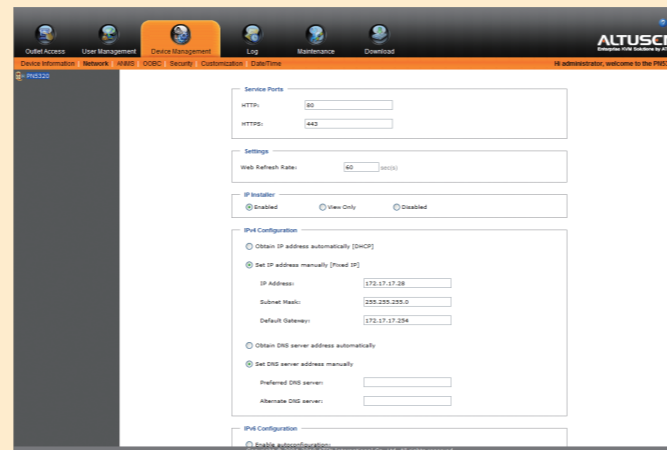 Outlet Access User Management Device Management Log Maintenance Download
ALTUSCN
Enterprise KVM Solutions by AT
Device Information Network ANMS OOBC Security Customization Date/Time
Hi administrator, welcome to the PN53
PN5320
Service Ports
HTTP: 80
HTTPS: 443
Settings
Web Refresh Rate: 60 sec(s)
IP Installer
Enabled View Only Disabled
IPv4 Configuration
Obtain IP address automatically [DHCP]
Set IP address manually [Fixed IP]
IP Address: 172.17.17.28
Subnet Mask: 255.255.255.0
Default Gateway: 172.17.17.254
Obtain DNS server address automatically
Set DNS server address manually
Preferred DNS server:
Alternate DNS server:
IPv6 Configuration
Enable autoconfiguration: